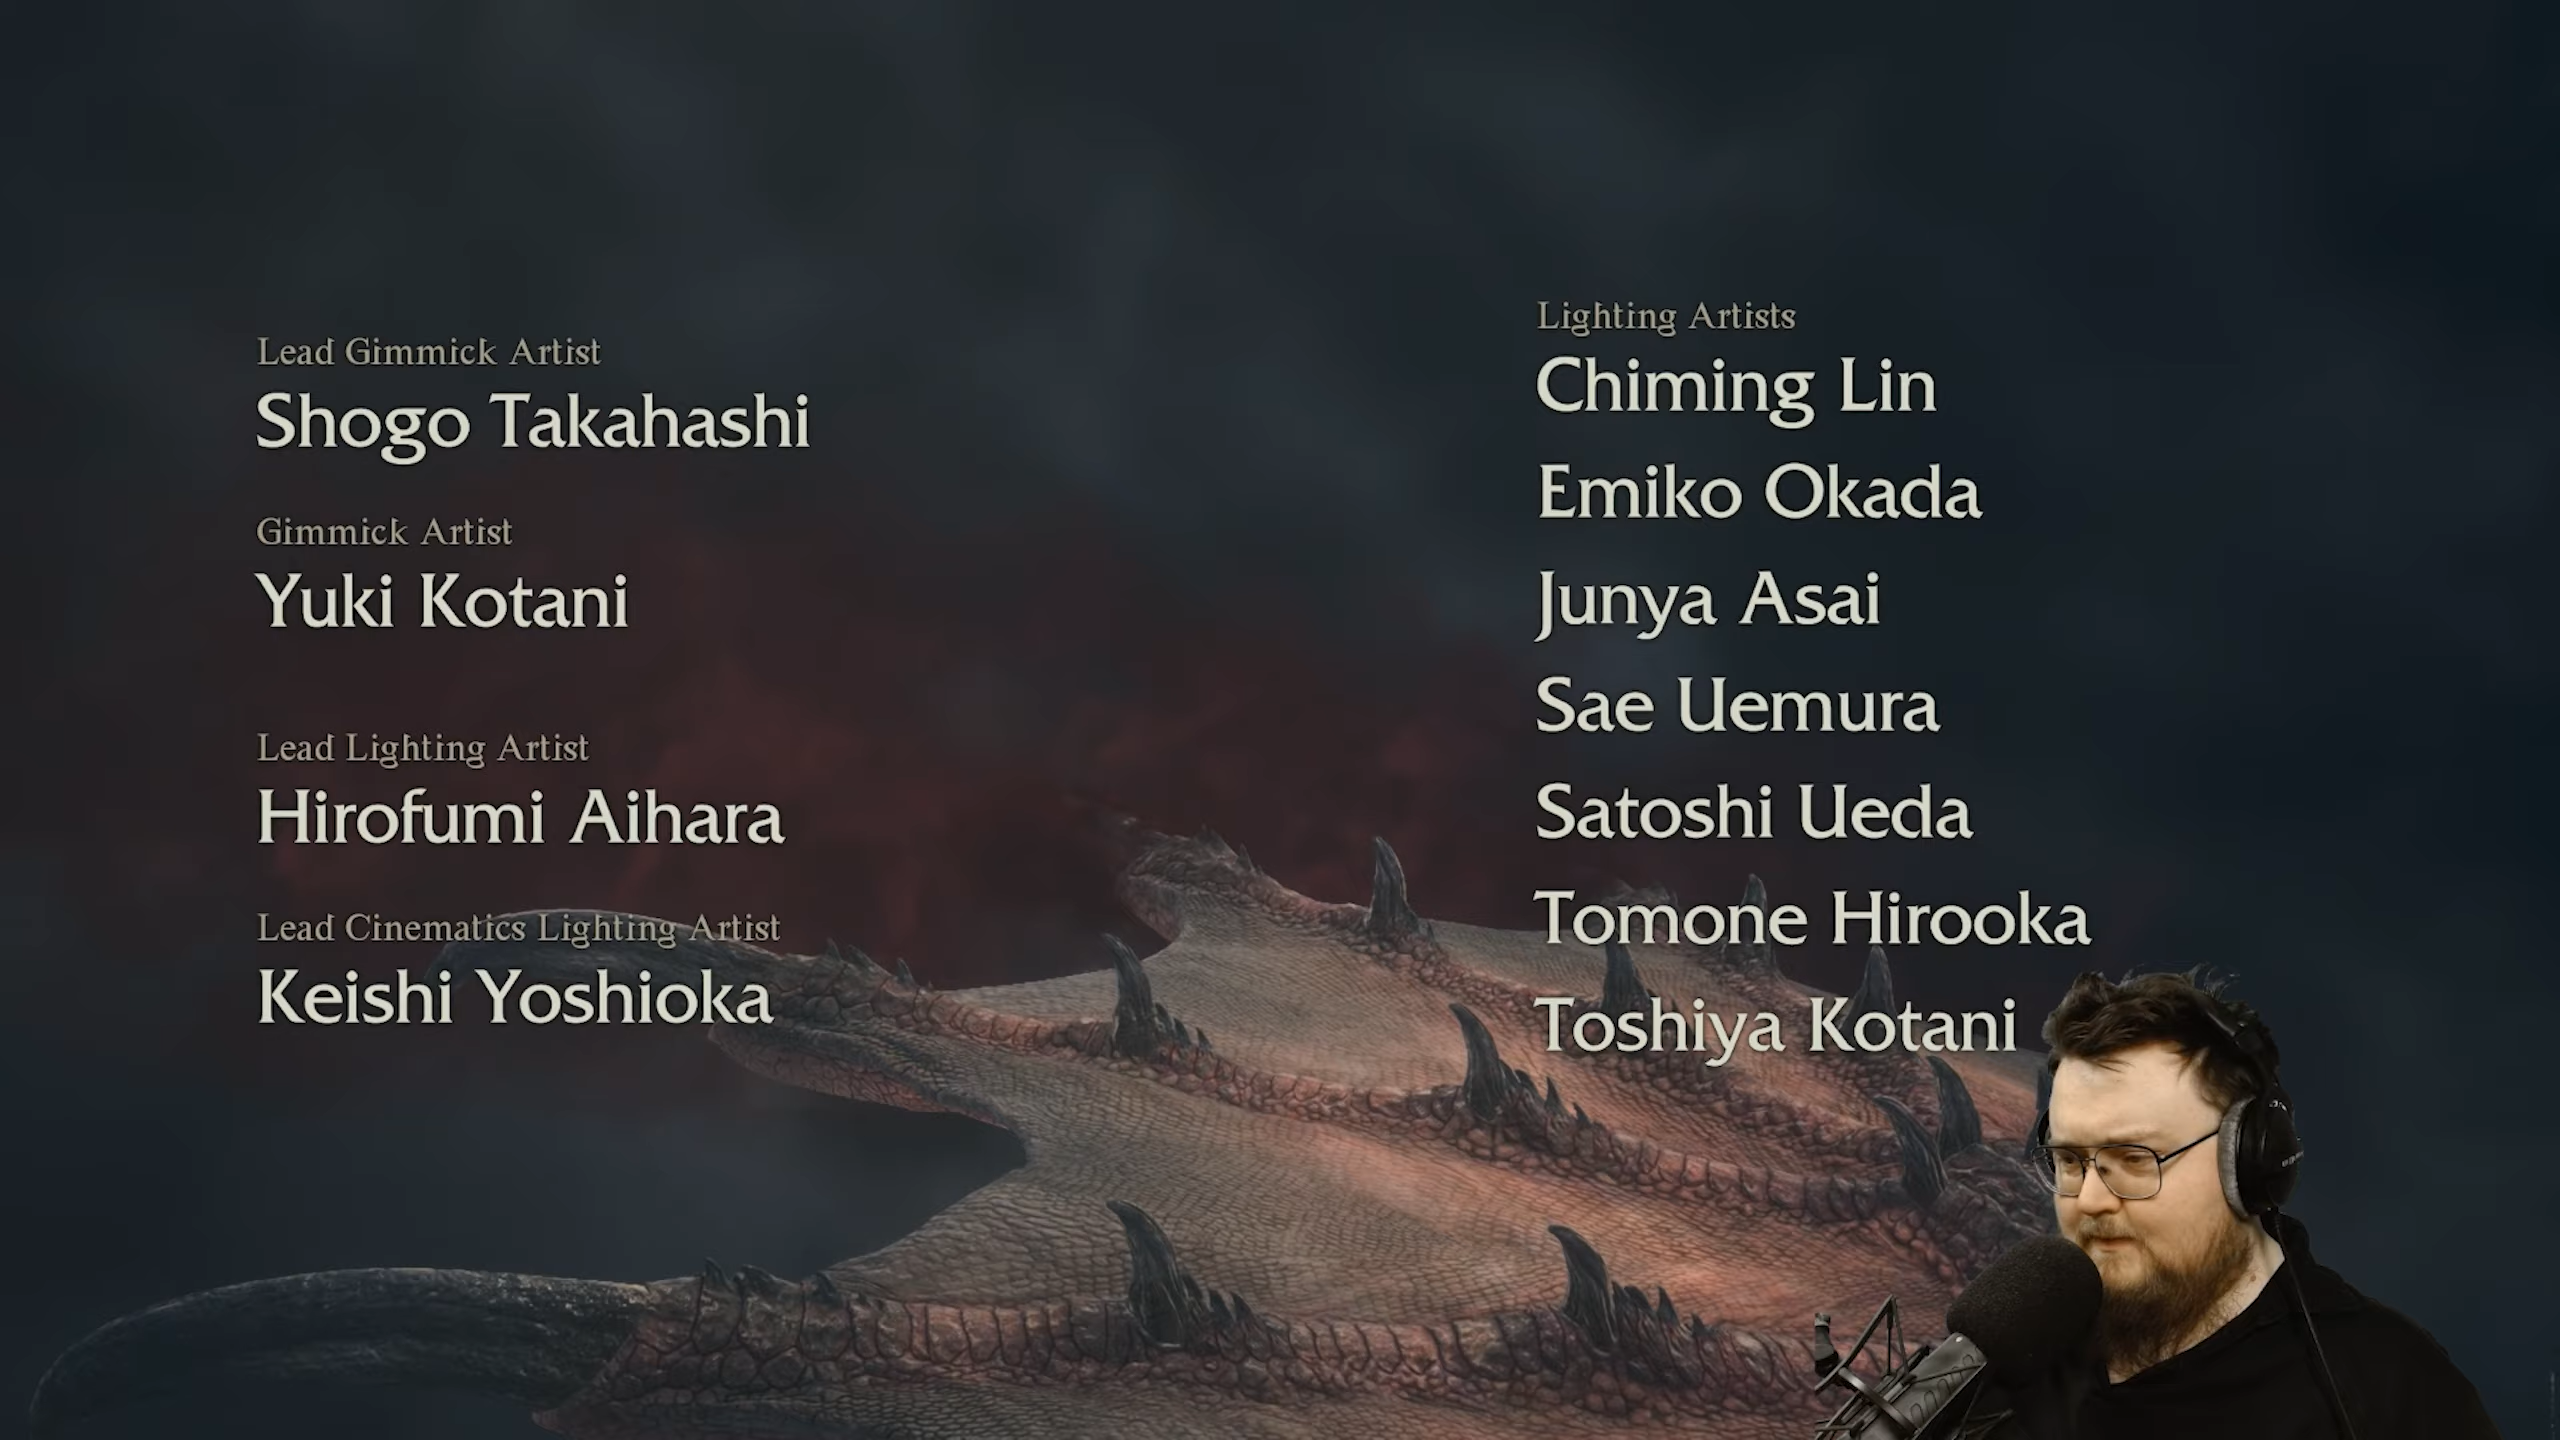 Lead Gimmick Artist
Shogo Takahashi
Gimmick Artist
Yuki Kotani
Lead Lighting Artist
Hirofumi Aihara
Lead Cinematics Lighting Artist
Keishi Yoshioka
Lighting Artists
Chiming Lin
Emiko Okada
Junya Asai
Sae Uemura
Satoshi Ueda
Tomone Hirooka
Toshiya Kotani